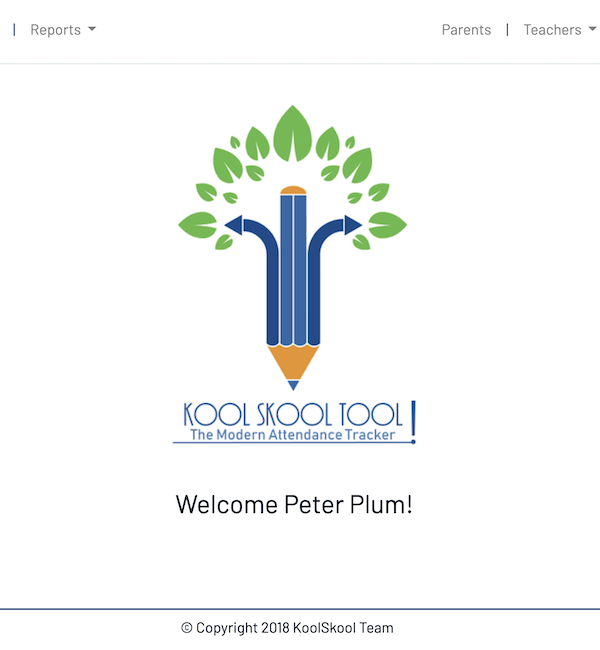 | Reports
Parents | Teachers
KOOL SKOOL TOOL!
The Modern Attendance Tracker
Welcome Peter Plum!
© Copyright 2018 KoolSkool Team